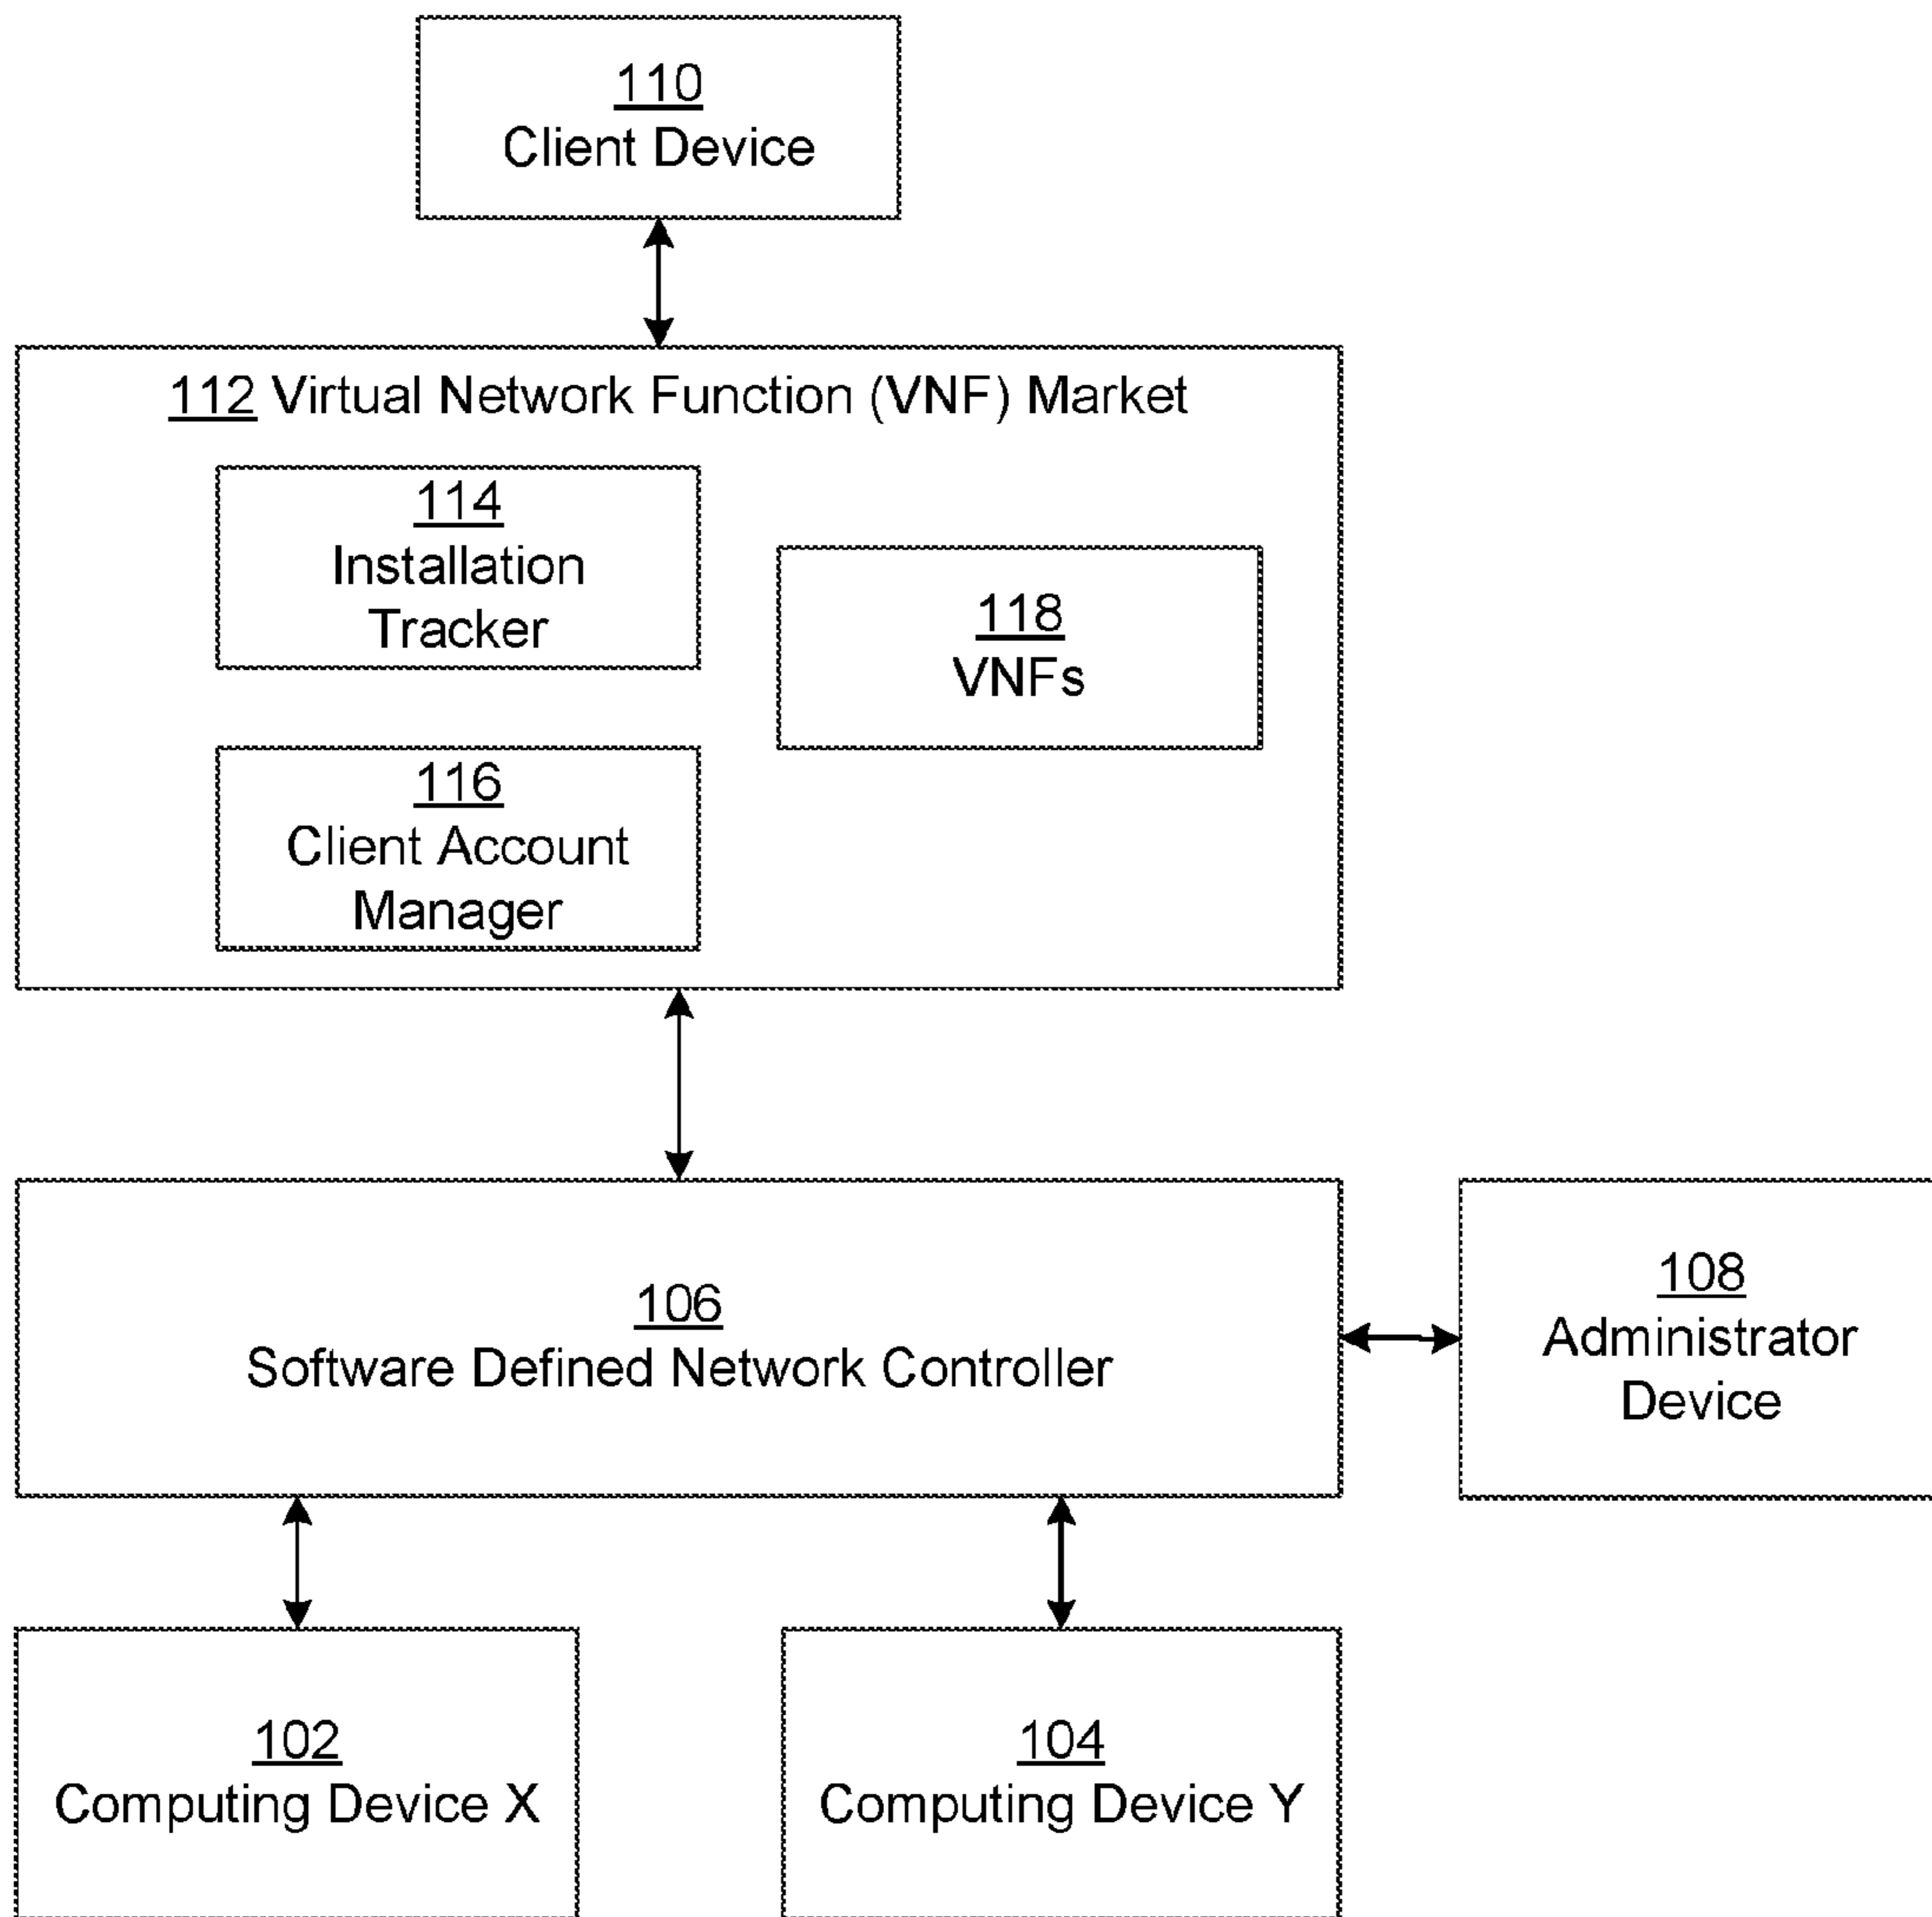 110
Client Device
112 Virtual Network Function (VNF) Market
114
Installation
Tracker
118
VNFs
116
Client Account
Manager
106
Software Defined Network Controller
108
Administrator
Device
102
Computing Device X
104
Computing Device Y